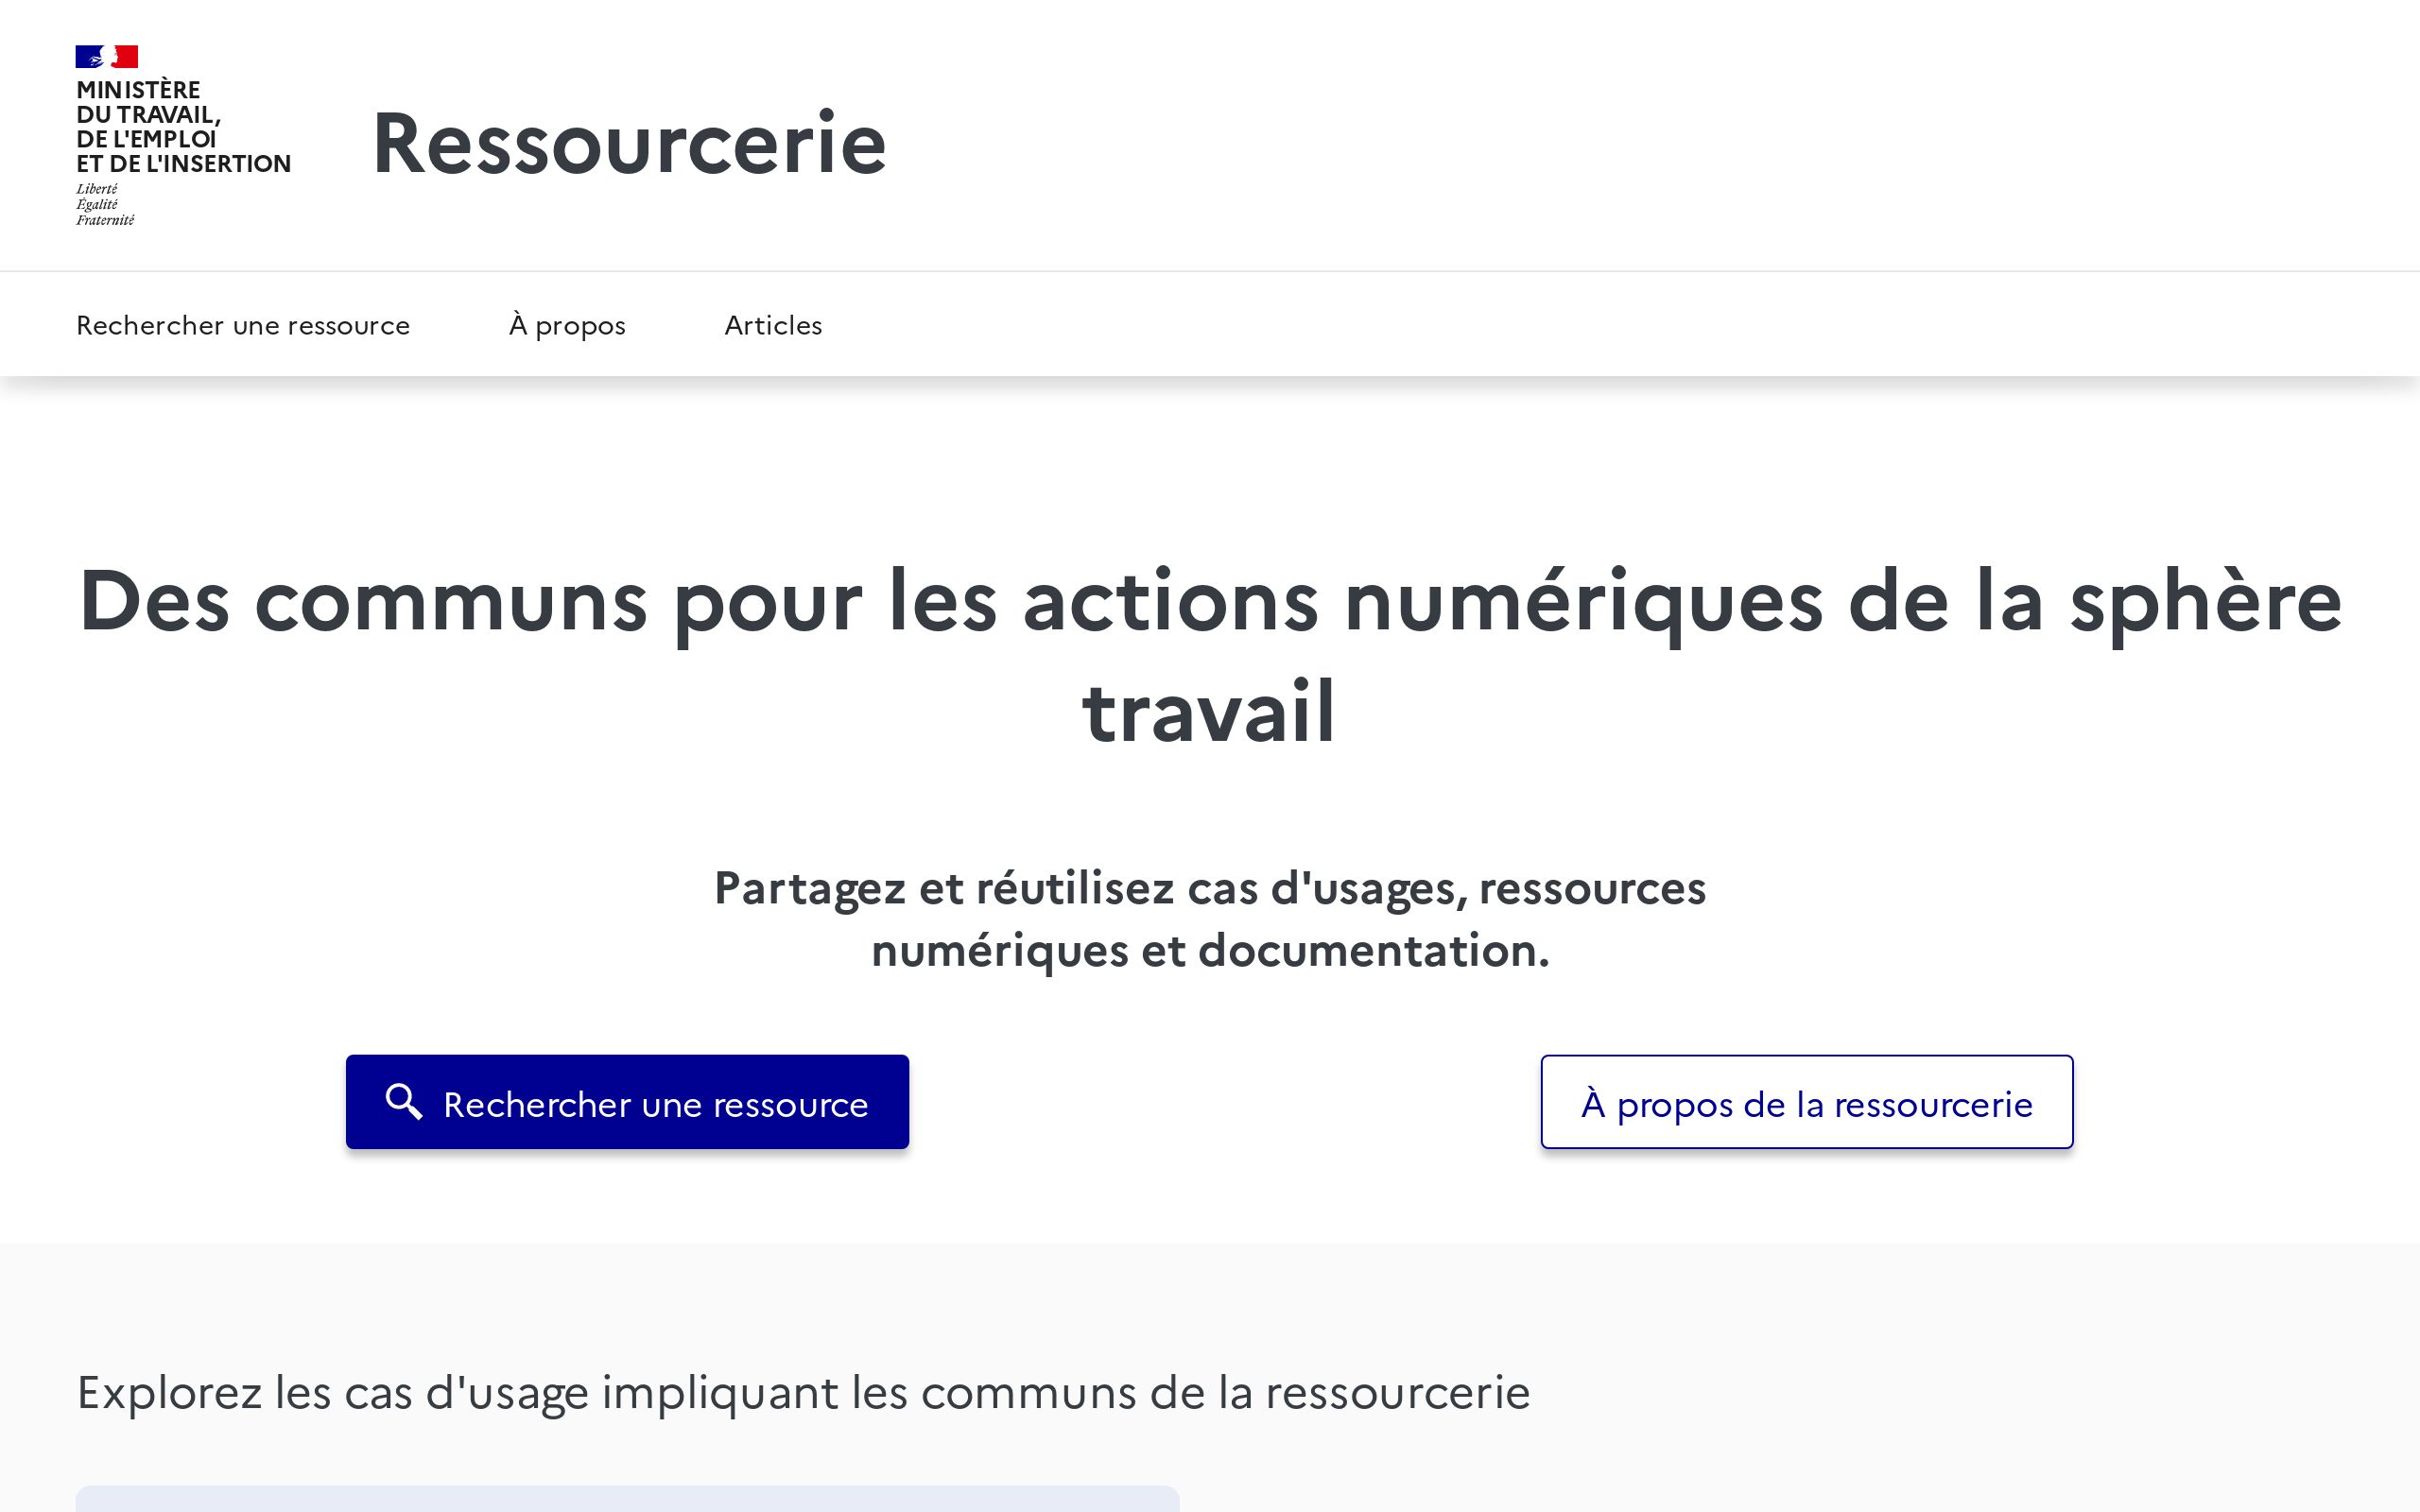 MINISTÈRE
DU TRAVAIL,
DE L'EMPLOI
ET DE L'INSERTION
Liberté
Égalité
Fraternité
Ressourcerie
Rechercher une ressource
À propos
Articles
Des communs pour les actions numériques de la sphère
travail
Partagez et réutilisez cas d'usages, ressources
numériques et documentation.
Rechercher une ressource
À propos de la ressourcerie
Explorez les cas d'usage impliquant les communs de la ressourcerie